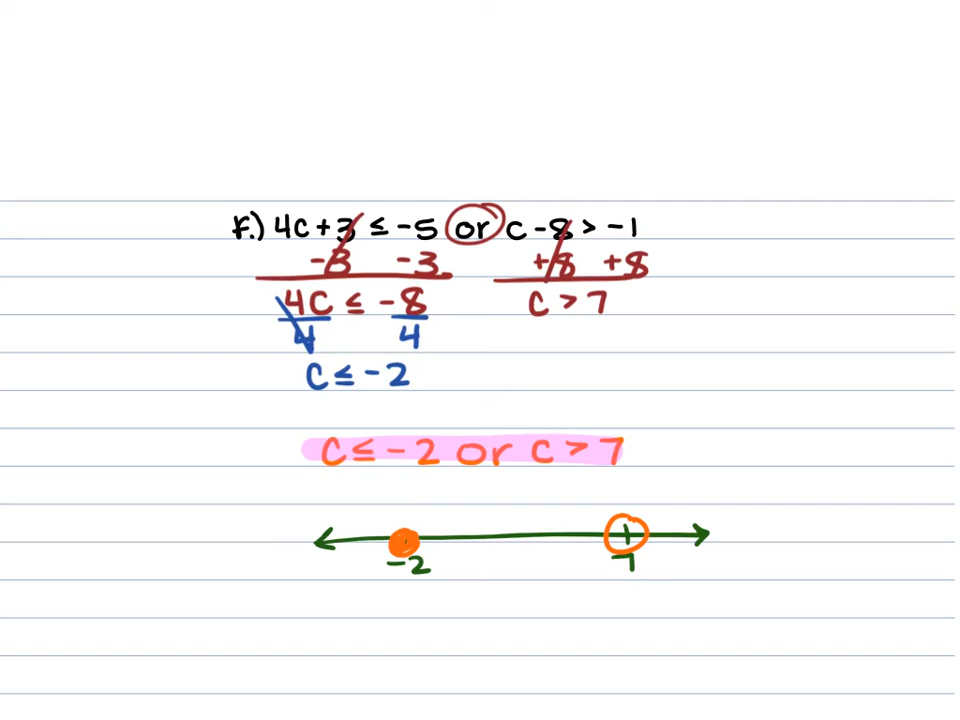 F.) 4c + 3 ≤ -5 or c - 8 > -1
-3 -3 +8 +8
4c ≤ -8 c > 7
4 4
c ≤ -2
c ≤ -2 or c > 7
-2 7